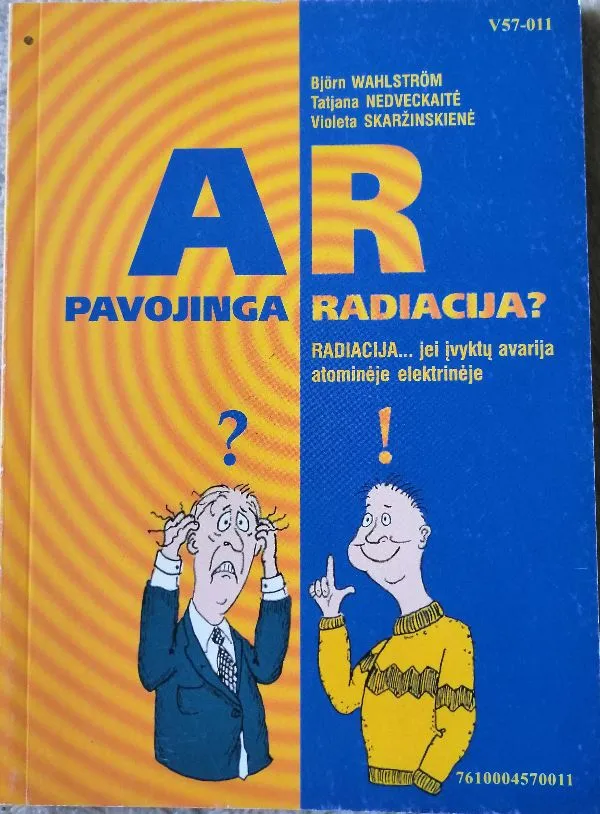 V57-011
Björn WAHLSTRÖM
Tatjana NEDVECKAITĖ
Violeta SKARŽINSKIENĖ
AR
PAVOJINGA RADIACIJA?
RADIACIJA... jei įvyktų avarija
atominėje elektrinėje
? !
7610004570011